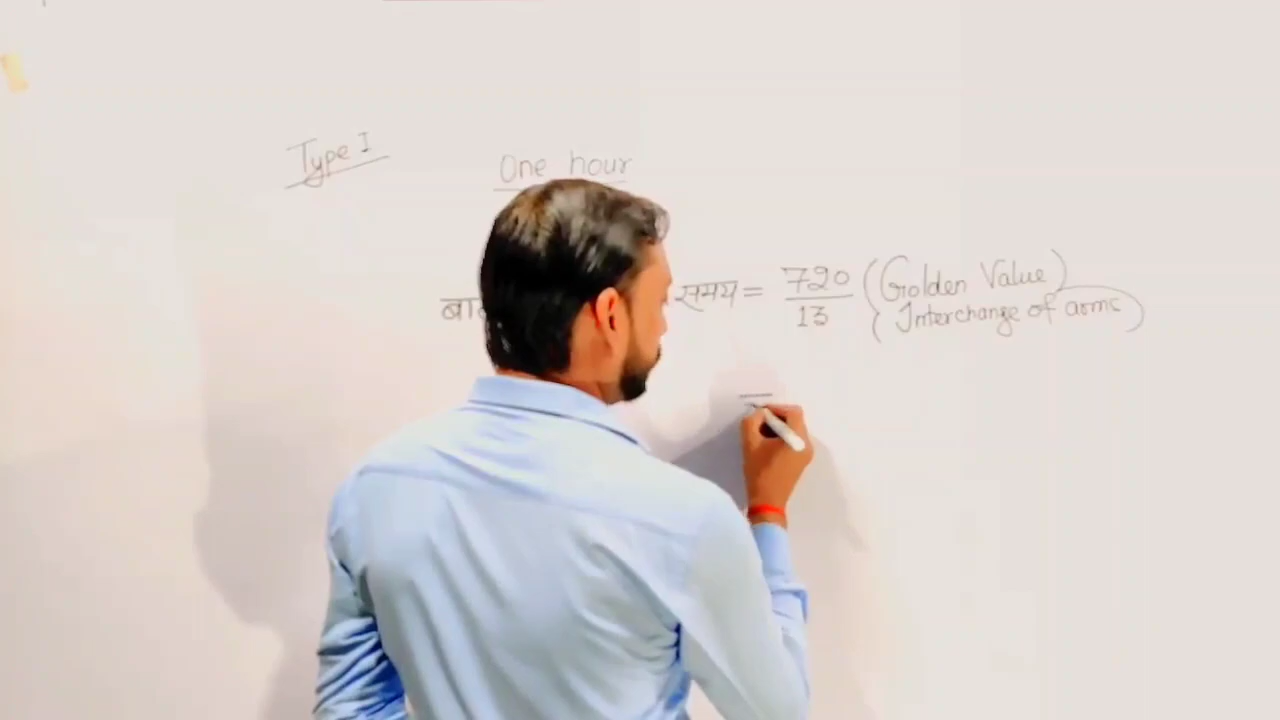 Type I
One hour
समय = 720/13 (Golden Value)
(Interchange of arms)